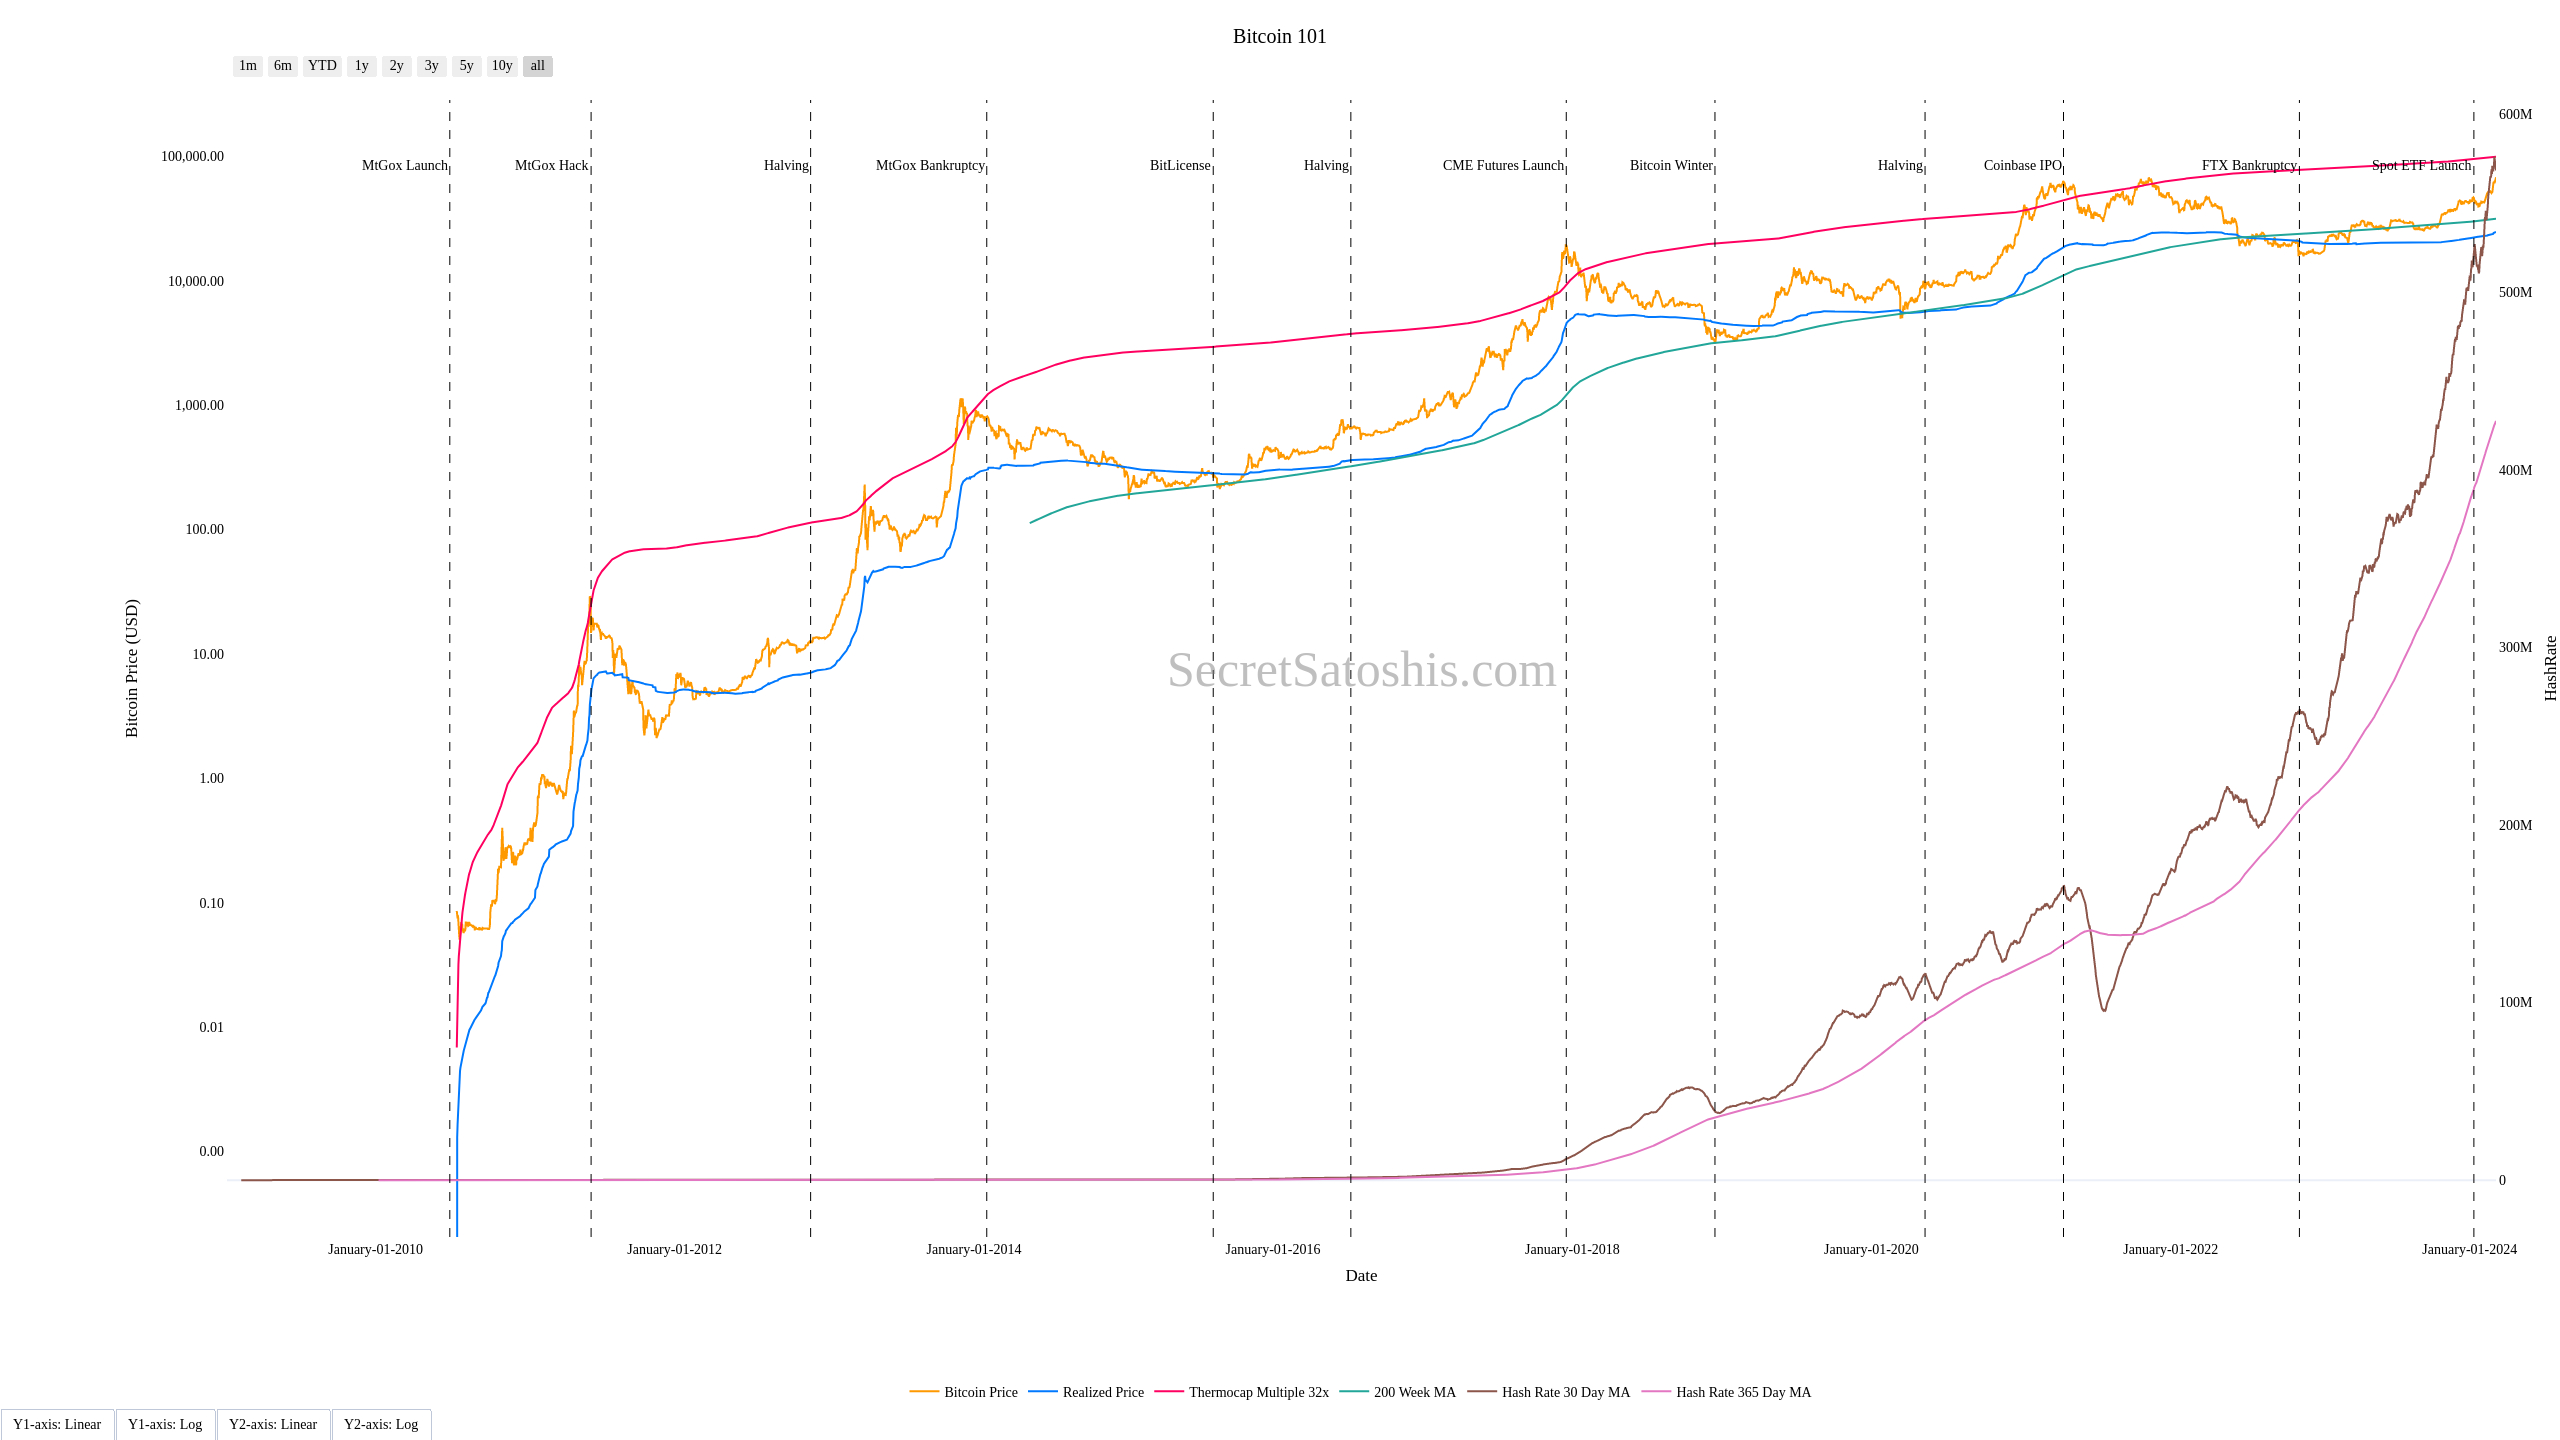 Bitcoin 101
1m 6m YTD 1y 2y 3y 5y 10y all
600M
100,000.00
MtGox Launch MtGox Hack Halving MtGox Bankruptcy BitLicense Halving CME Futures Launch Bitcoin Winter Halving Coinbase IPO FTX Bankruptcy Spot ETF Launch
10,000.00
500M
1,000.00
400M
100.00
Bitcoin Price (USD)
HashRate
10.00
300M
SecretSatoshis.com
1.00
200M
0.10
100M
0.01
0.00
0
January-01-2010 January-01-2012 January-01-2014 January-01-2016 January-01-2018 January-01-2020 January-01-2022 January-01-2024
Date
Bitcoin Price Realized Price Thermocap Multiple 32x 200 Week MA Hash Rate 30 Day MA Hash Rate 365 Day MA
Y1-axis: Linear Y1-axis: Log Y2-axis: Linear Y2-axis: Log